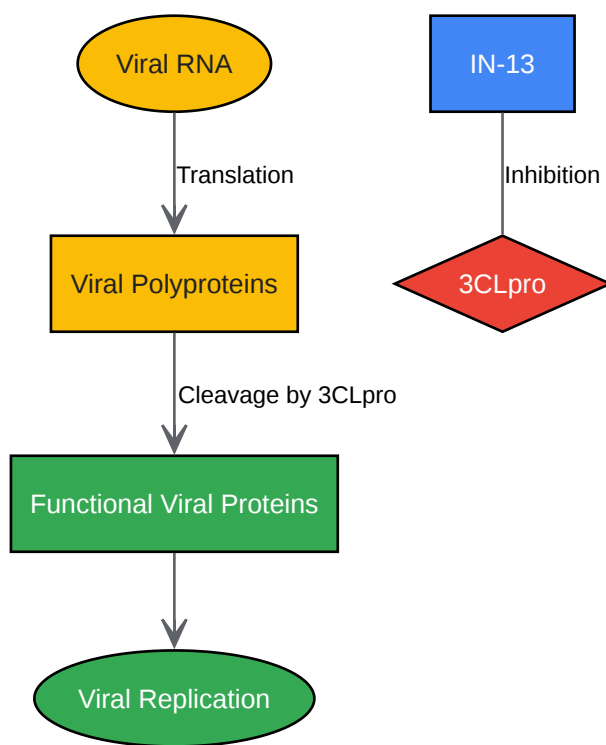 Viral RNA
Translation
Viral Polyproteins
Cleavage by 3CLpro
Functional Viral Proteins
Viral Replication
IN-13
Inhibition
3CLpro